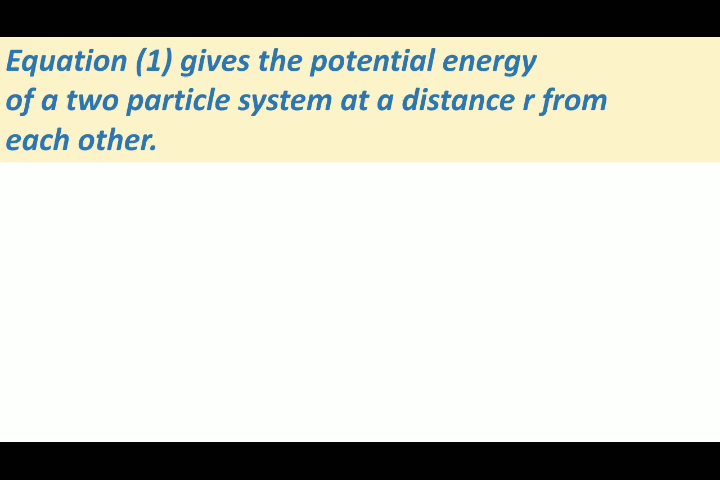 Equation (1) gives the potential energy
of a two particle system at a distance r from
each other.